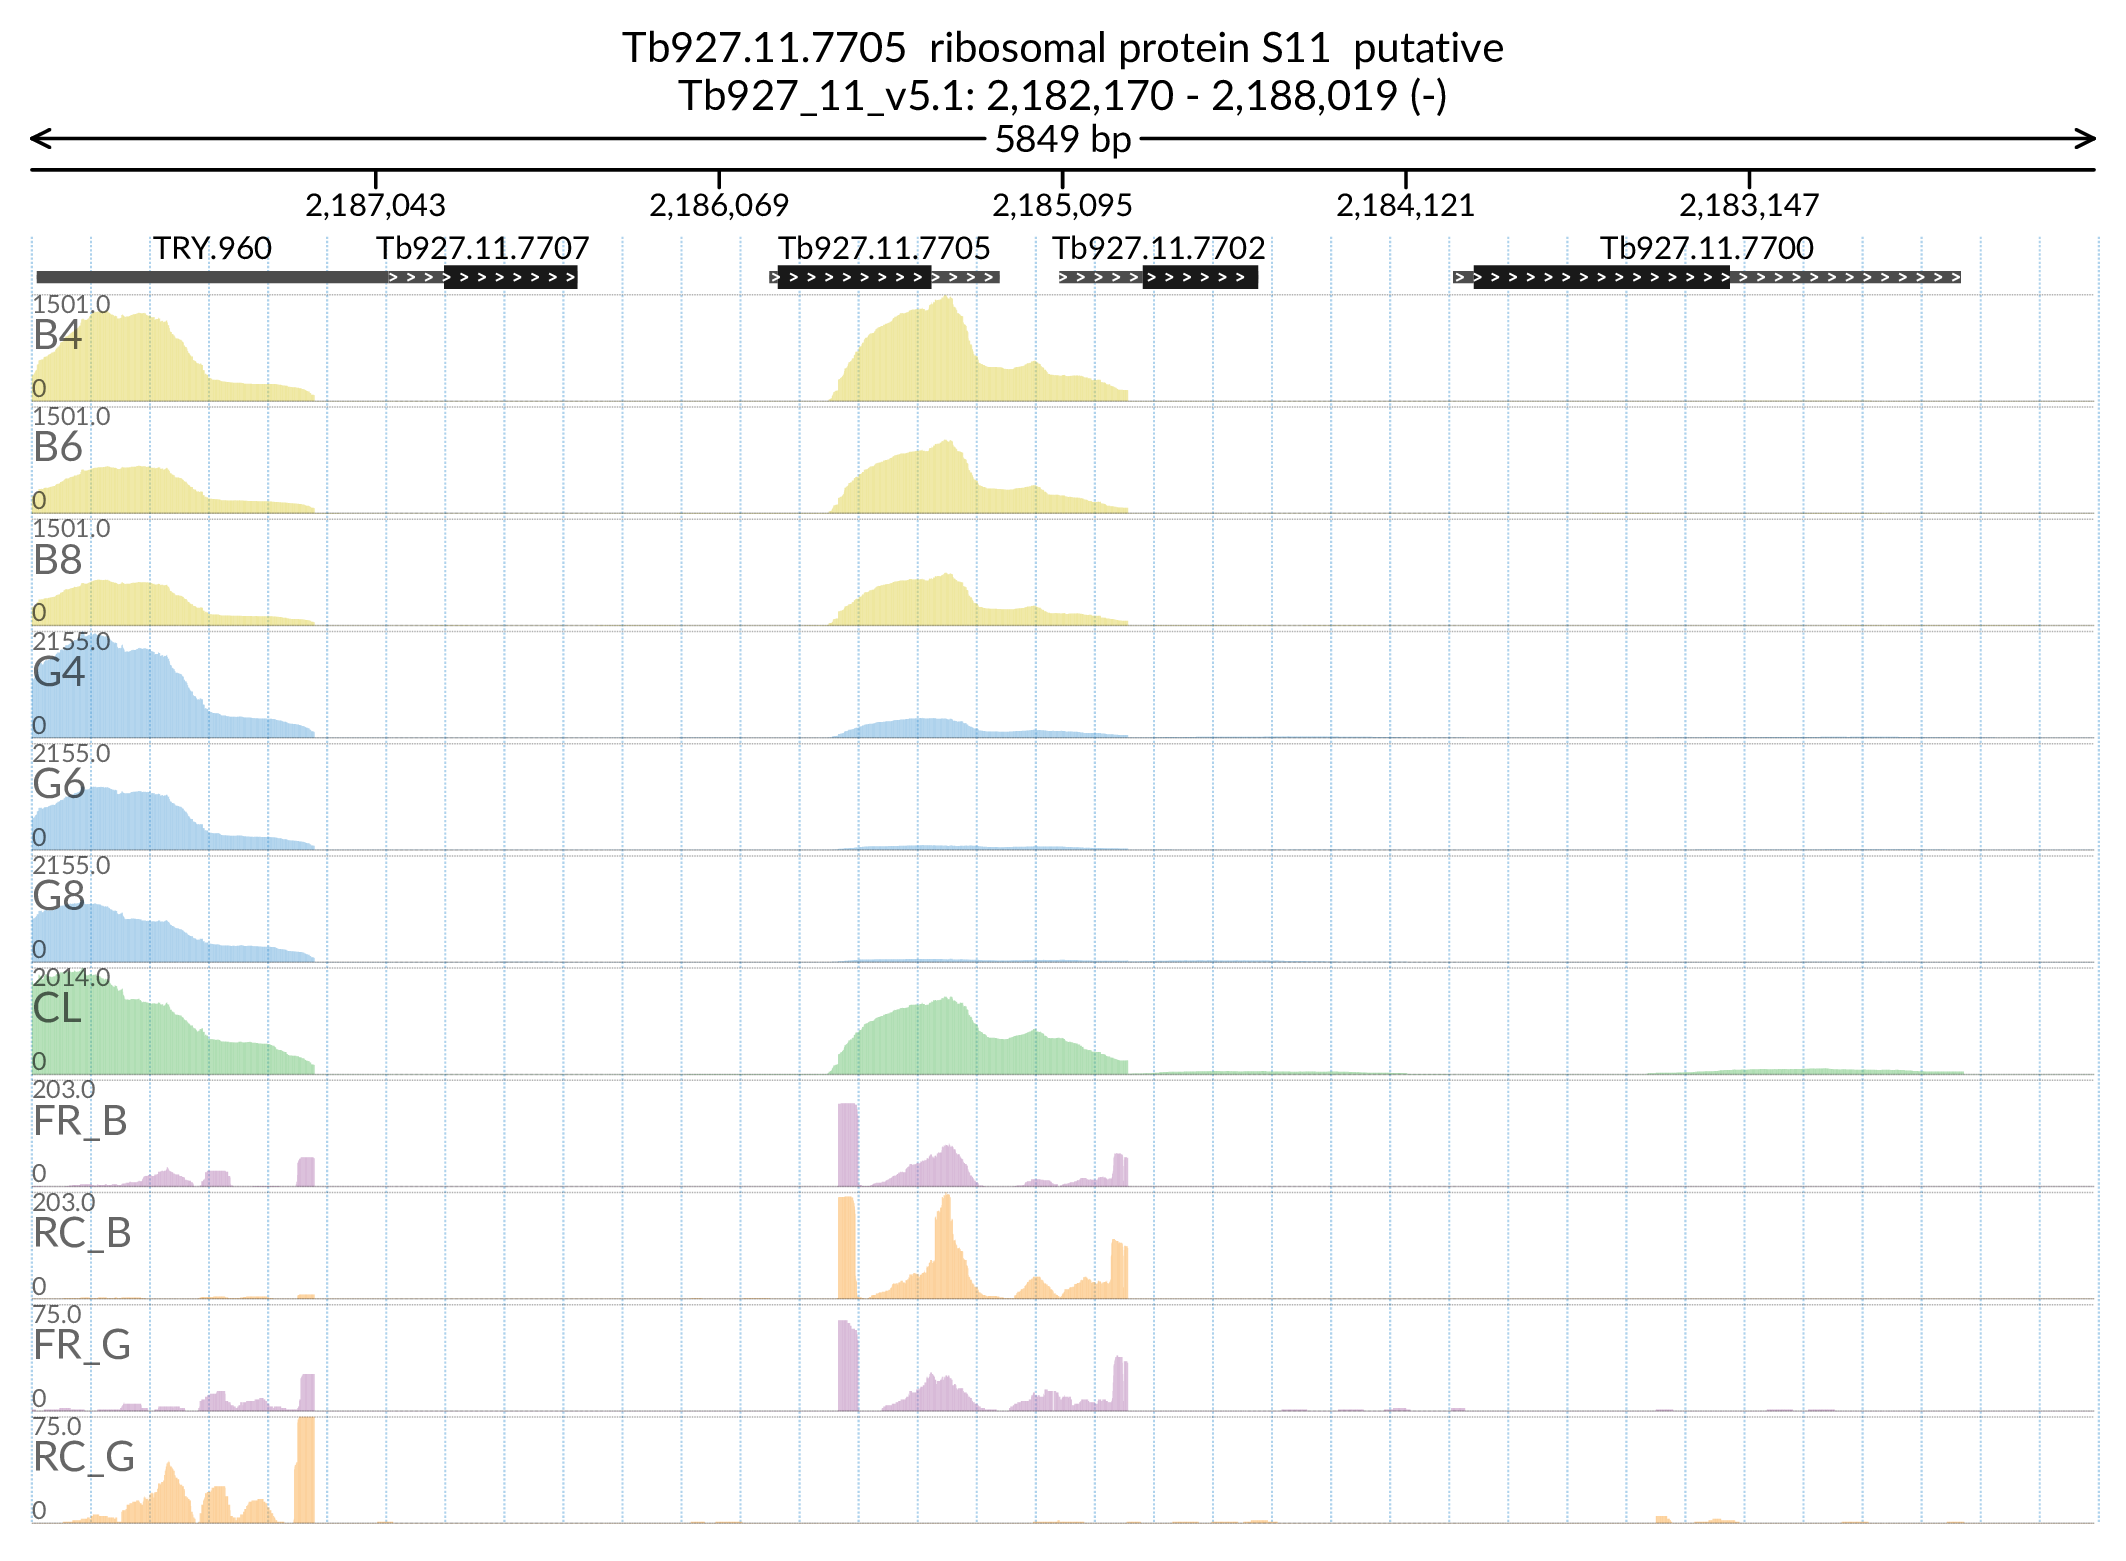 Tb927.11.7705  ribosomal protein S11  putative
Tb927_11_v5.1: 2,182,170 - 2,188,019 (-)
5849 bp
2,187,043 2,186,069 2,185,095 2,184,121 2,183,147
TRY.960 Tb927.11.7707 Tb927.11.7705 Tb927.11.7702 Tb927.11.7700
1501.0
B4
0
1501.0
B6
0
1501.0
B8
0
2155.0
G4
0
2155.0
G6
0
2155.0
G8
0
2014.0
CL
0
203.0
FR_B
0
203.0
RC_B
0
75.0
FR_G
0
75.0
RC_G
0